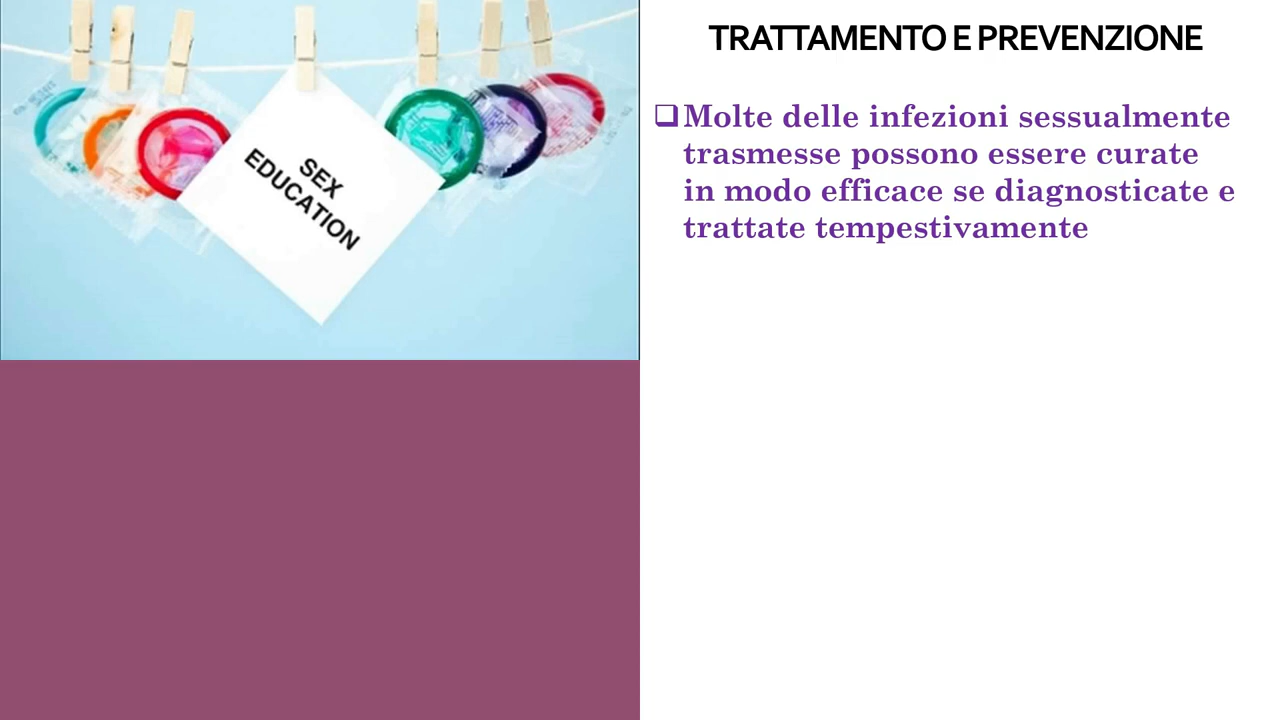 SEX
EDUCATION
TRATTAMENTO E PREVENZIONE
❑Molte delle infezioni sessualmente
trasmesse possono essere curate
in modo efficace se diagnosticate e
trattate tempestivamente